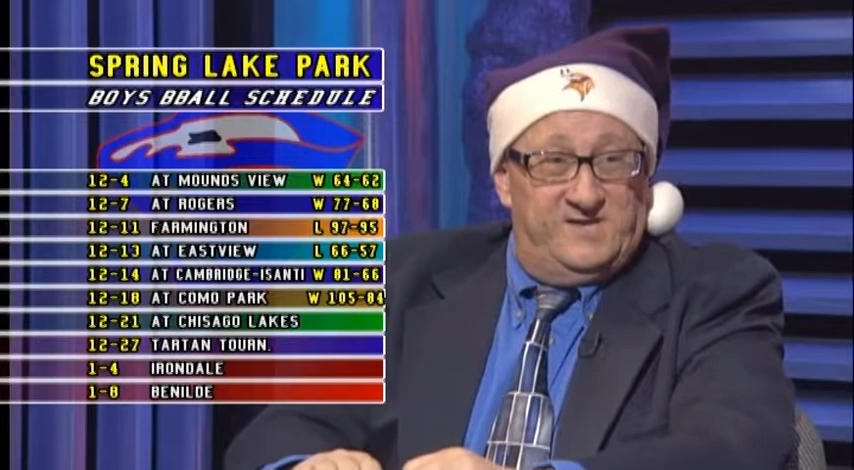 SPRING LAKE PARK
BOYS BBALL SCHEDULE
12-4 AT MOUNDS VIEW W 64-62
12-7 AT ROGERS W 77-68
12-11 FARMINGTON L 97-95
12-13 AT EASTVIEW L 66-57
12-14 AT CAMBRIDGE-ISANTI W 81-66
12-18 AT COMO PARK W 105-84
12-21 AT CHISAGO LAKES
12-27 TARTAN TOURN.
1-4 IRONDALE
1-8 BENILDE